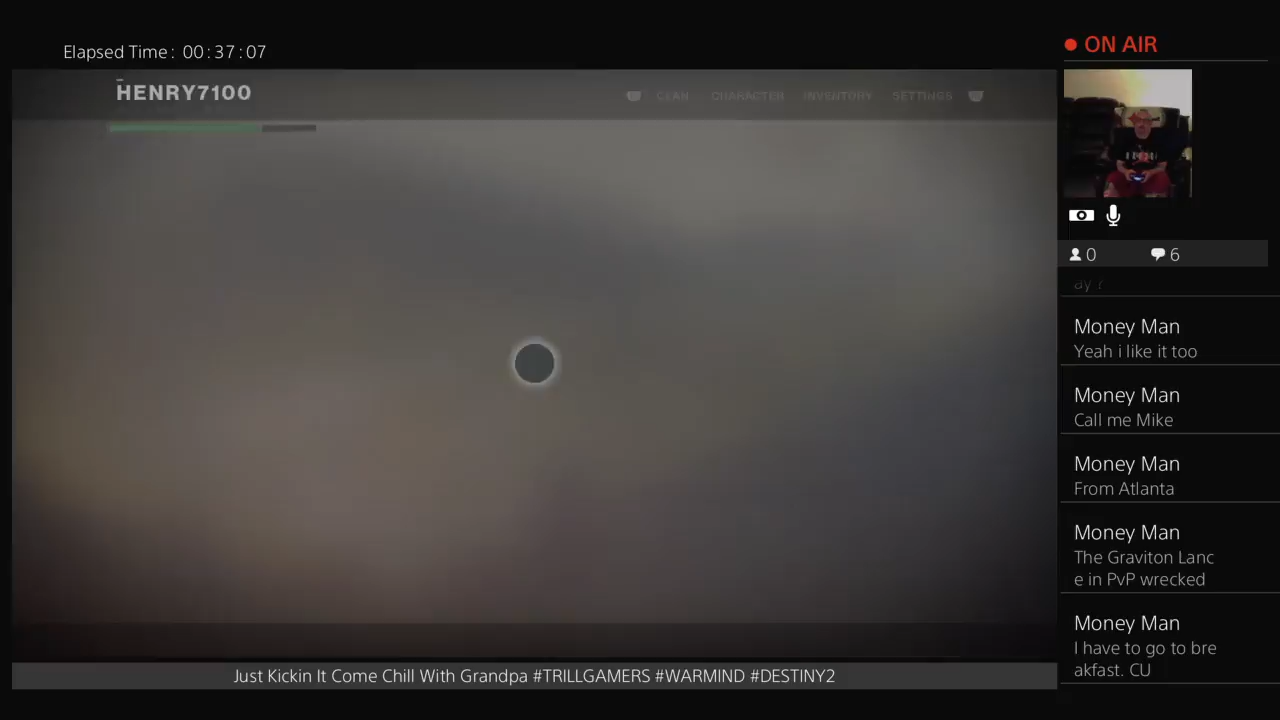 Elapsed Time: 00:37:07
ON AIR
HENRY7100
CLAN CHARACTER INVENTORY SETTINGS
0 6
ay ?
Money Man
Yeah i like it too
Money Man
Call me Mike
Money Man
From Atlanta
Money Man
The Graviton Lanc
e in PvP wrecked
Money Man
I have to go to bre
akfast. CU
Just Kickin It Come Chill With Grandpa #TRILLGAMERS #WARMIND #DESTINY2